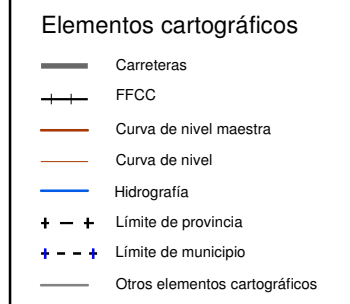 Elementos cartográficos
Carreteras
FFCC
Curva de nivel maestra
Curva de nivel
Hidrografía
Límite de provincia
Límite de municipio
Otros elementos cartográficos